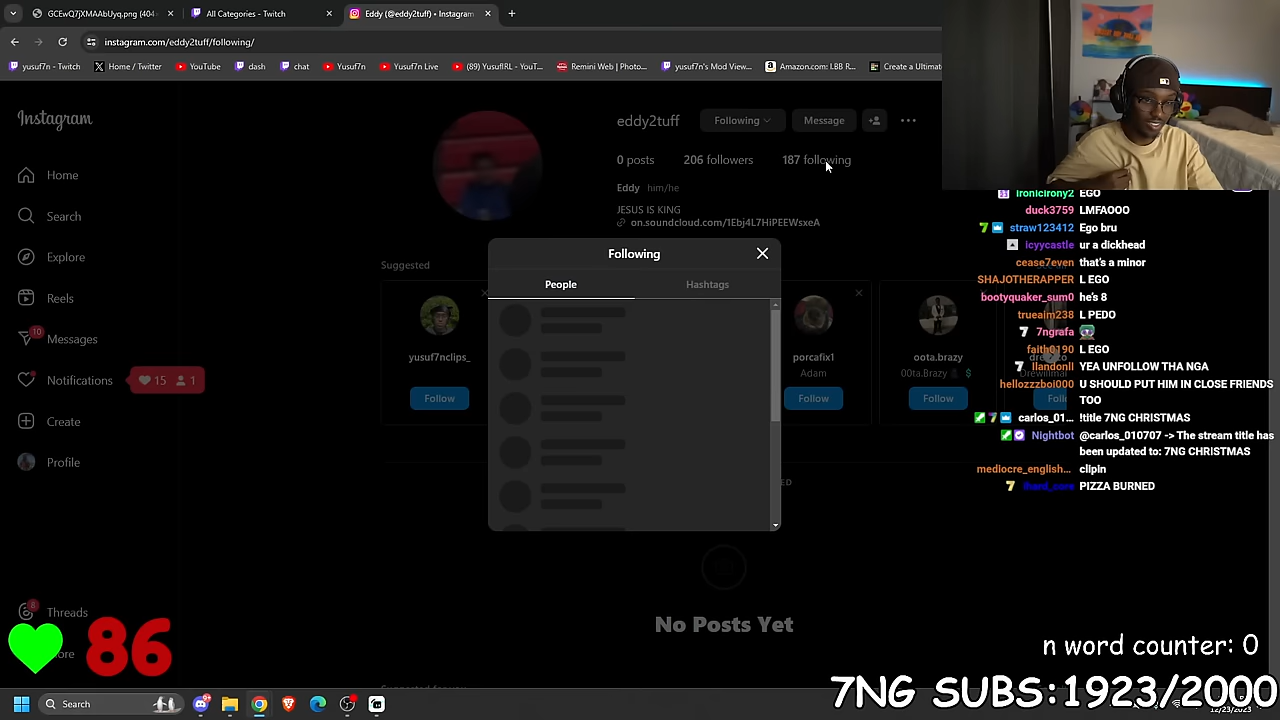 GCEwQ7jXMAAbUyq.png (404
All Categories - Twitch
Eddy (@eddy2tuff) • Instagram
instagram.com/eddy2tuff/following/
yusuf7n - Twitch
Home / Twitter
YouTube
dash
chat
Yusuf7n
Yusuf7n Live
(89) YusufIRL - YouT...
Remini Web | Photo...
yusuf7n's Mod View...
Amazon.com: I.BB R...
Create a Ultimat
Instagram
Home
Search
Explore
Reels
10
Messages
Notifications
15
1
Create
Profile
8
Threads
eddy2tuff
Following
Message
0 posts
206 followers
187 following
Eddy him/he
JESUS IS KING
on.soundcloud.com/1Ebj4L7HiPEEWsxeA
Suggested
Following
People
Hashtags
yusuf7nclips_
Follow
porcafix1
Adam
Follow
oota.brazy
00ta.Brazy
Follow
No Posts Yet
ironicirony2 EGO
duck3759 LMFAOOO
straw123412 Ego bru
icyycastle ur a dickhead
cease7even that's a minor
SHAJOTHERAPPER L EGO
bootyquaker_sum0 he's 8
trueaim238 L PEDO
7ngrafa
faith0190 L EGO
llandonll YEA UNFOLLOW THA NGA
hellozzzboi000 U SHOULD PUT HIM IN CLOSE FRIENDS
TOO
carlos_01... !title 7NG CHRISTMAS
Nightbot @carlos_010707 -> The stream title has
been updated to: 7NG CHRISTMAS
mediocre_english... clipin
PIZZA BURNED
86
n word counter: 0
7NG SUBS:1923/2000
Search
12/23/2023